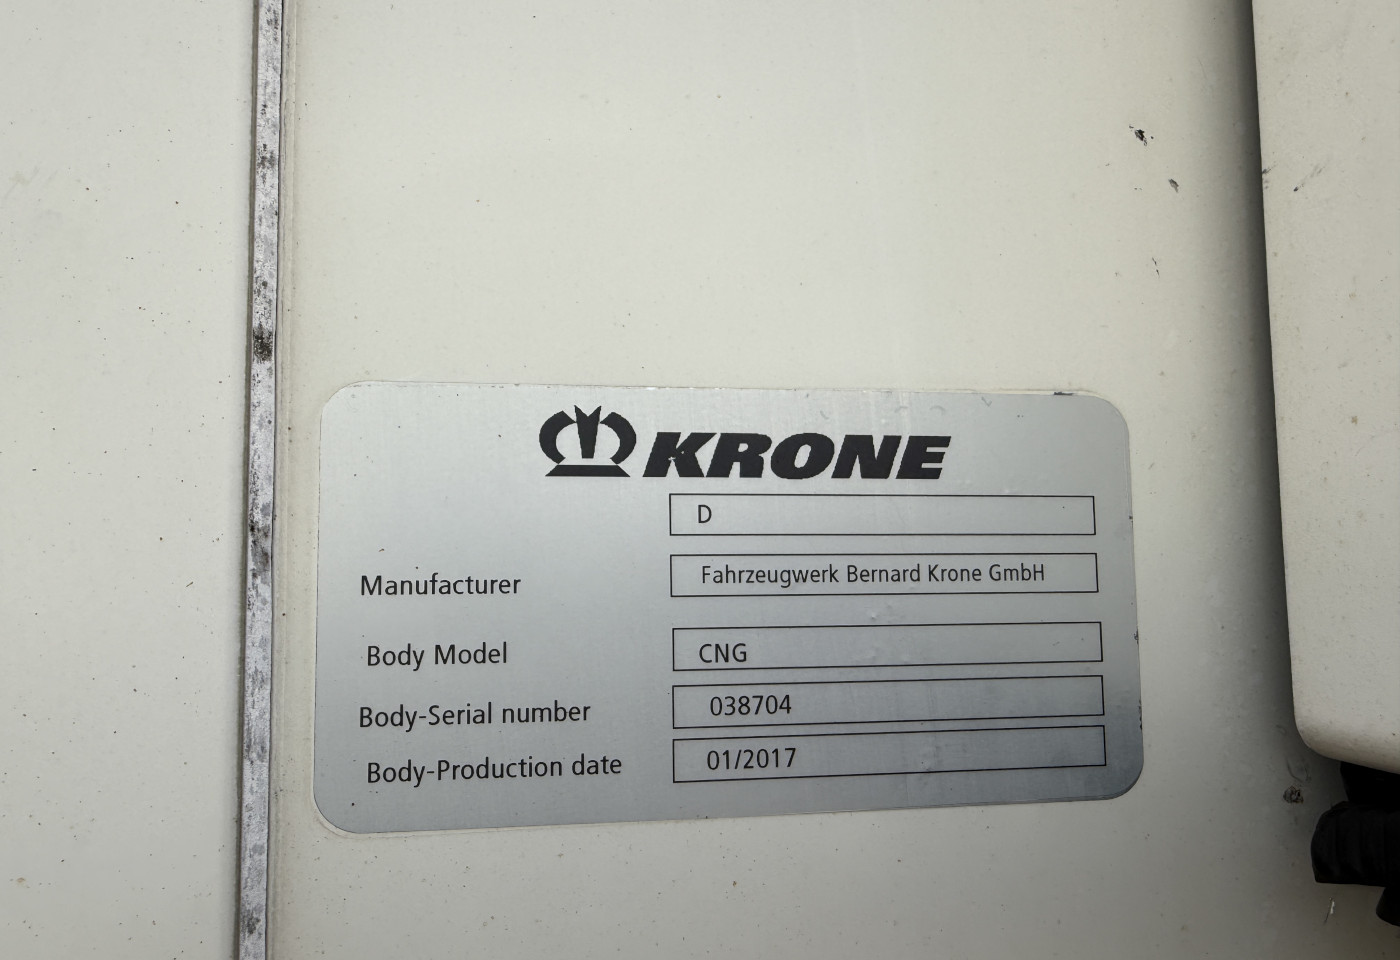 KRONE
D
Manufacturer Fahrzeugwerk Bernard Krone GmbH
Body Model CNG
Body-Serial number 038704
Body-Production date 01/2017